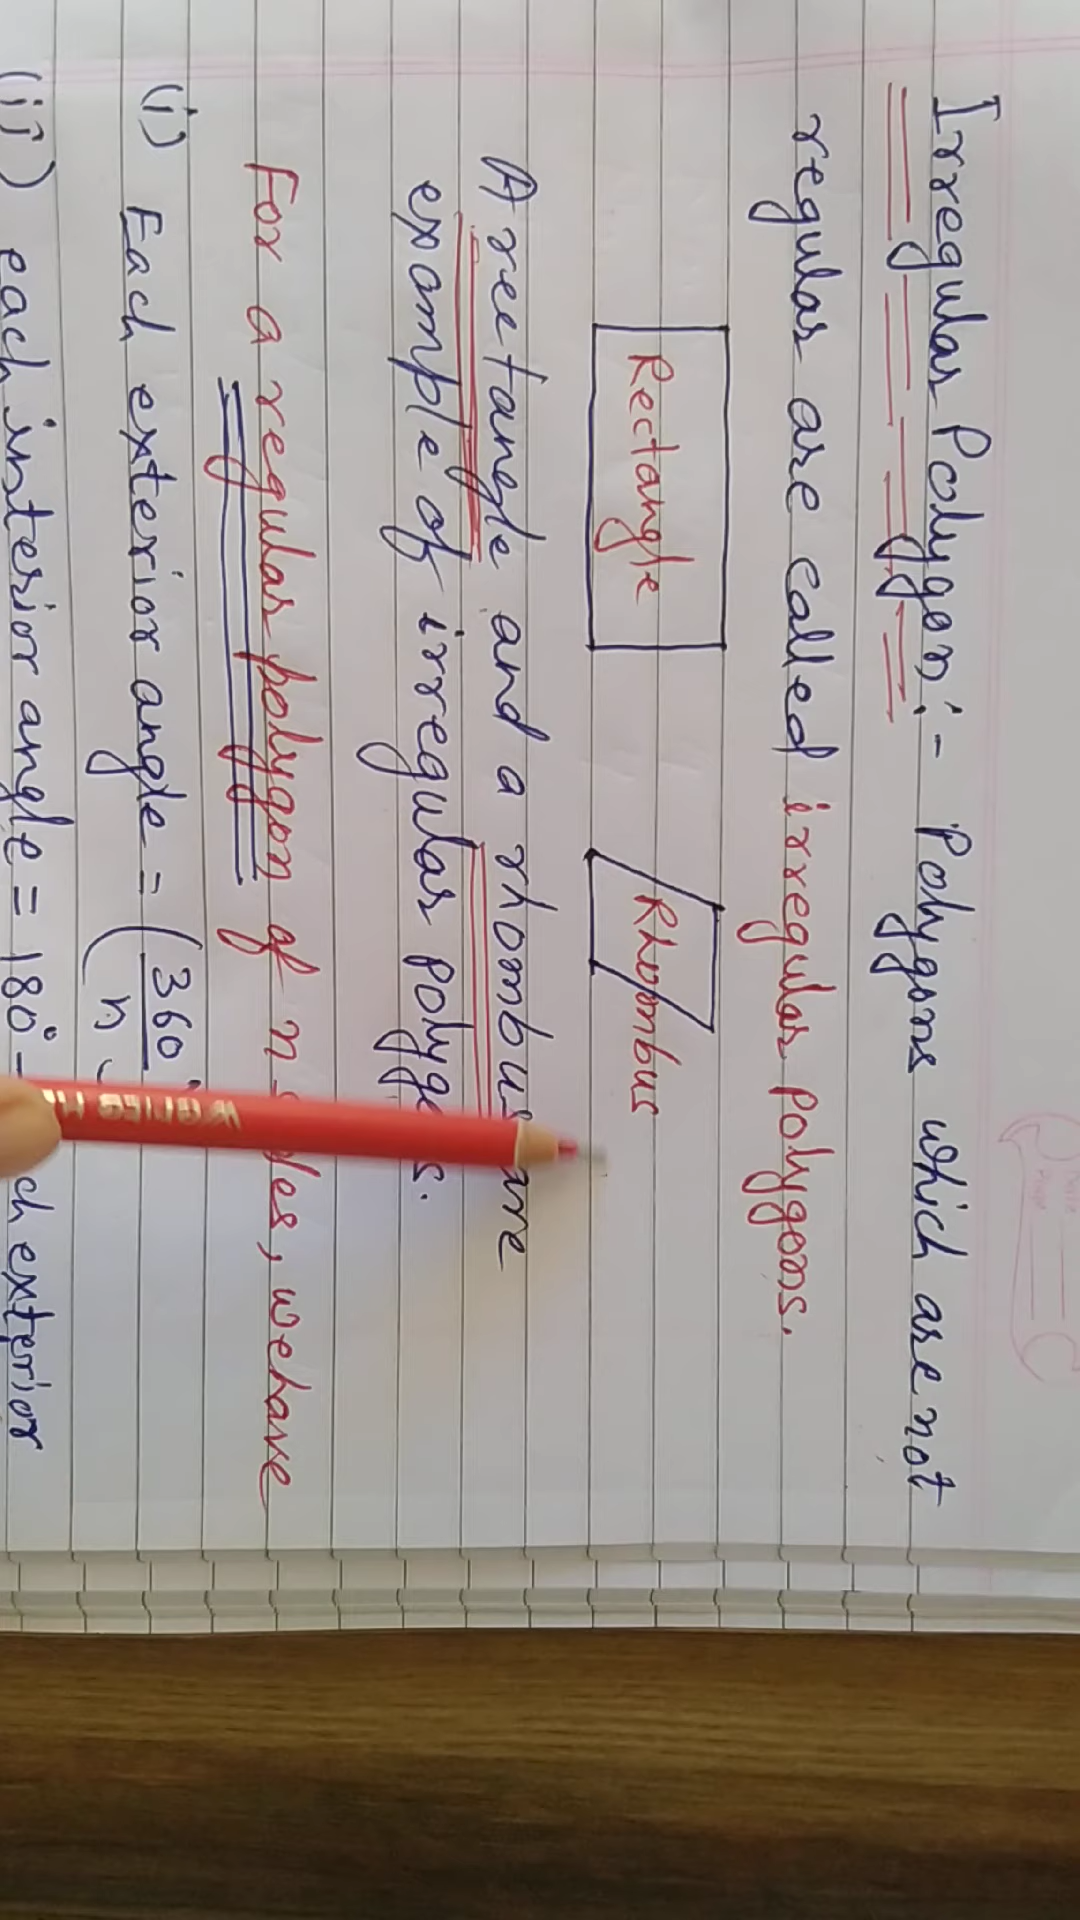 Irregular Polygon :- Polygons which are not
regular are called irregular polygons.
Rectangle
Rhombus
A rectangle and a rhombus are
example of irregular polygons.
For a regular polygon of n sides, we have
(i) Each exterior angle = (360°/n)
(ii) each interior angle = 180° - exterior